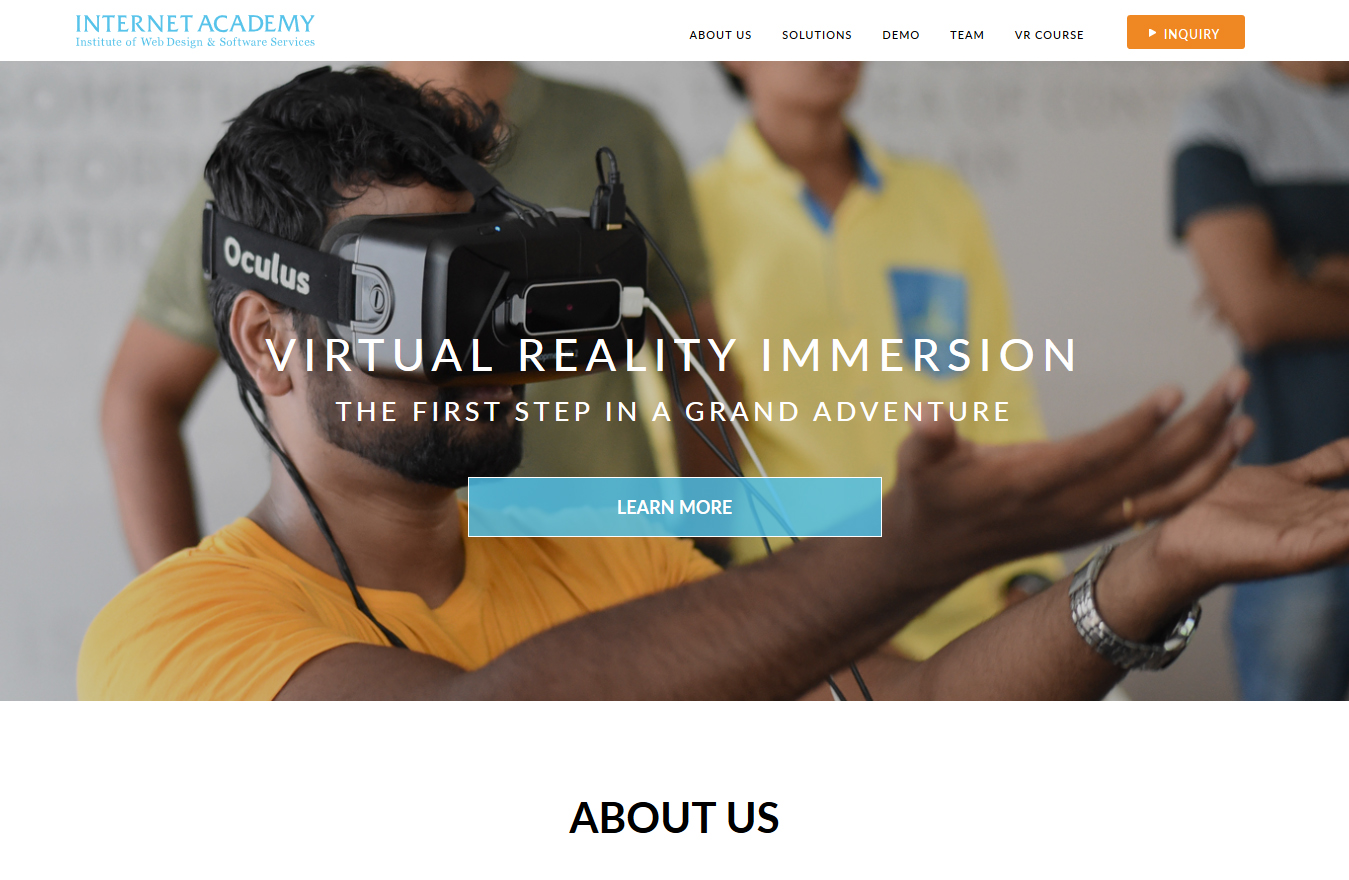 INTERNET ACADEMY
Institute of Web Design & Software Services
ABOUT US
SOLUTIONS
DEMO
TEAM
VR COURSE
INQUIRY
Oculus
VIRTUAL REALITY IMMERSION
THE FIRST STEP IN A GRAND ADVENTURE
LEARN MORE
ABOUT US